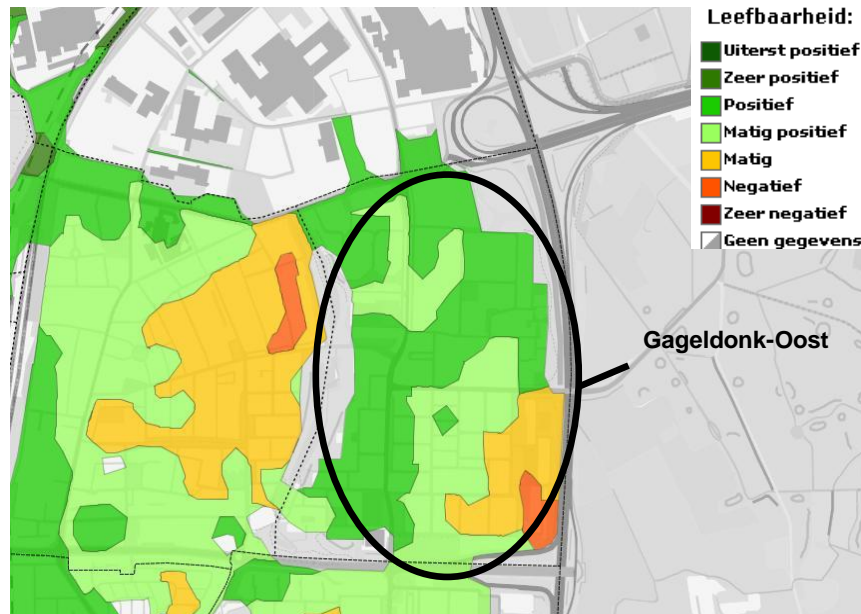 Leefbaarheid:
Uiterst positief
Zeer positief
Positief
Matig positief
Matig
Negatief
Zeer negatief
Geen gegevens
Gageldonk-Oost